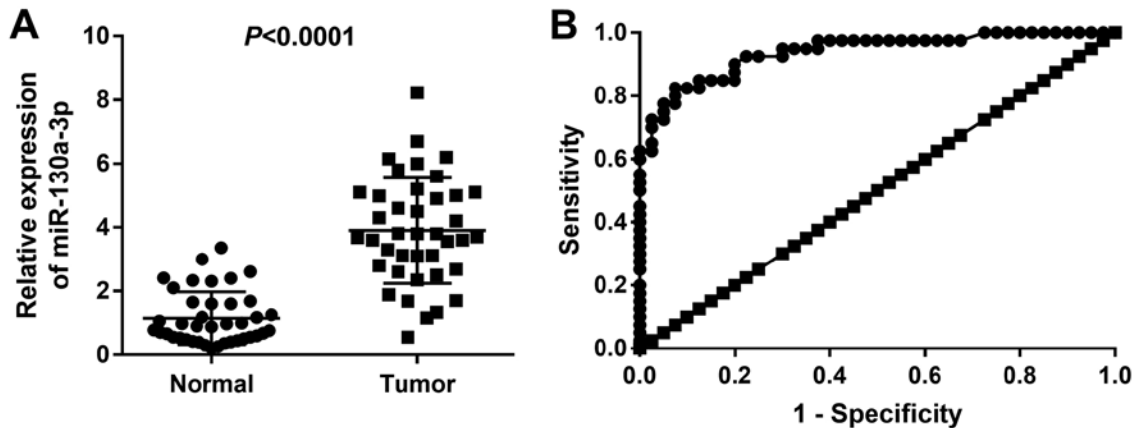 A
P<0.0001
Relative expression
of miR-130a-3p
10
8
6
4
2
0
Normal
Tumor
B
Sensitivity
1.0
0.8
0.6
0.4
0.2
0.0
0.0
0.2
0.4
0.6
0.8
1.0
1 - Specificity